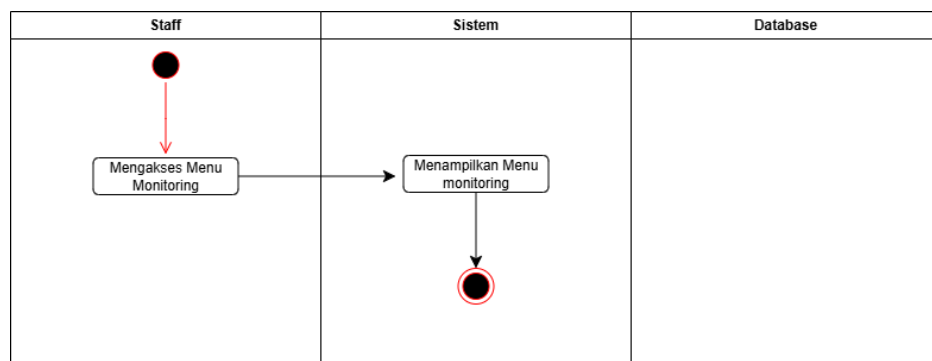 Staff
Sistem
Database
Mengakses Menu
Monitoring
Menampilkan Menu
monitoring